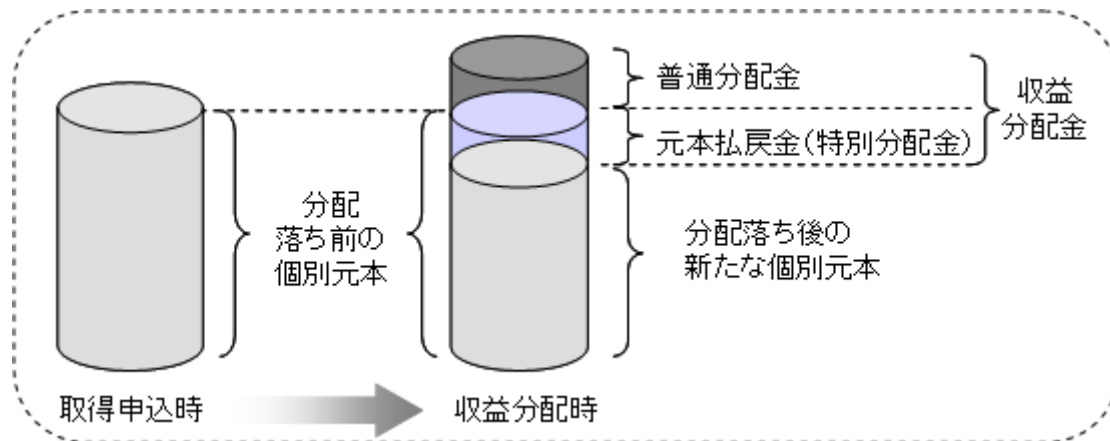 普通分配金
元本払戻金(特別分配金)
収益
分配金
分配
落ち前の
個別元本
分配落ち後の
新たな個別元本
取得申込時
収益分配時